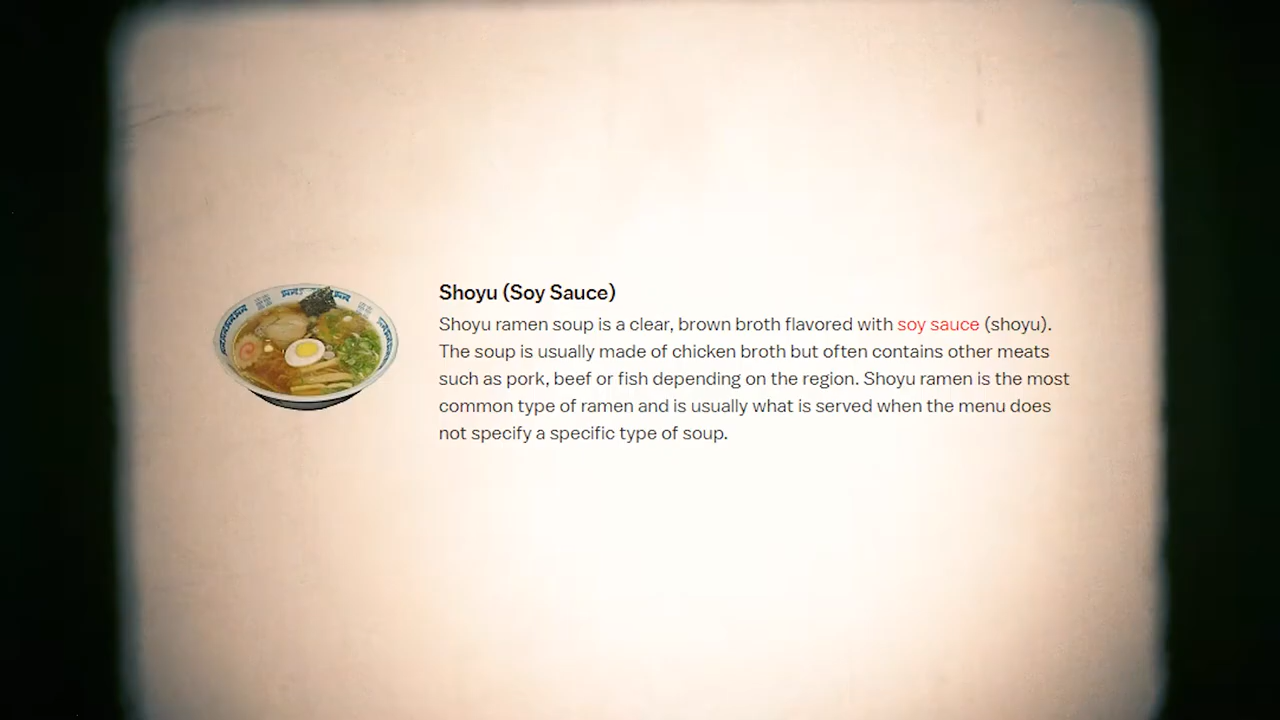 Shoyu (Soy Sauce)
Shoyu ramen soup is a clear, brown broth flavored with soy sauce (shoyu).
The soup is usually made of chicken broth but often contains other meats
such as pork, beef or fish depending on the region. Shoyu ramen is the most
common type of ramen and is usually what is served when the menu does
not specify a specific type of soup.